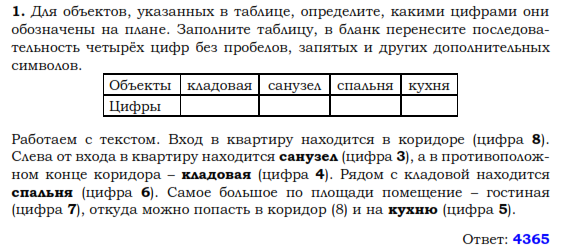 1. Для объектов, указанных в таблице, определите, какими цифрами они
обозначены на плане. Заполните таблицу, в бланк перенесите последова-
тельность четырёх цифр без пробелов, запятых и других дополнительных
символов.
Объекты кладовая санузел спальня кухня
Цифры
Работаем с текстом. Вход в квартиру находится в коридоре (цифра 8).
Слева от входа в квартиру находится санузел (цифра 3), а в противополож-
ном конце коридора – кладовая (цифра 4). Рядом с кладовой находится
спальня (цифра 6). Самое большое по площади помещение – гостиная
(цифра 7), откуда можно попасть в коридор (8) и на кухню (цифра 5).
Ответ: 4365